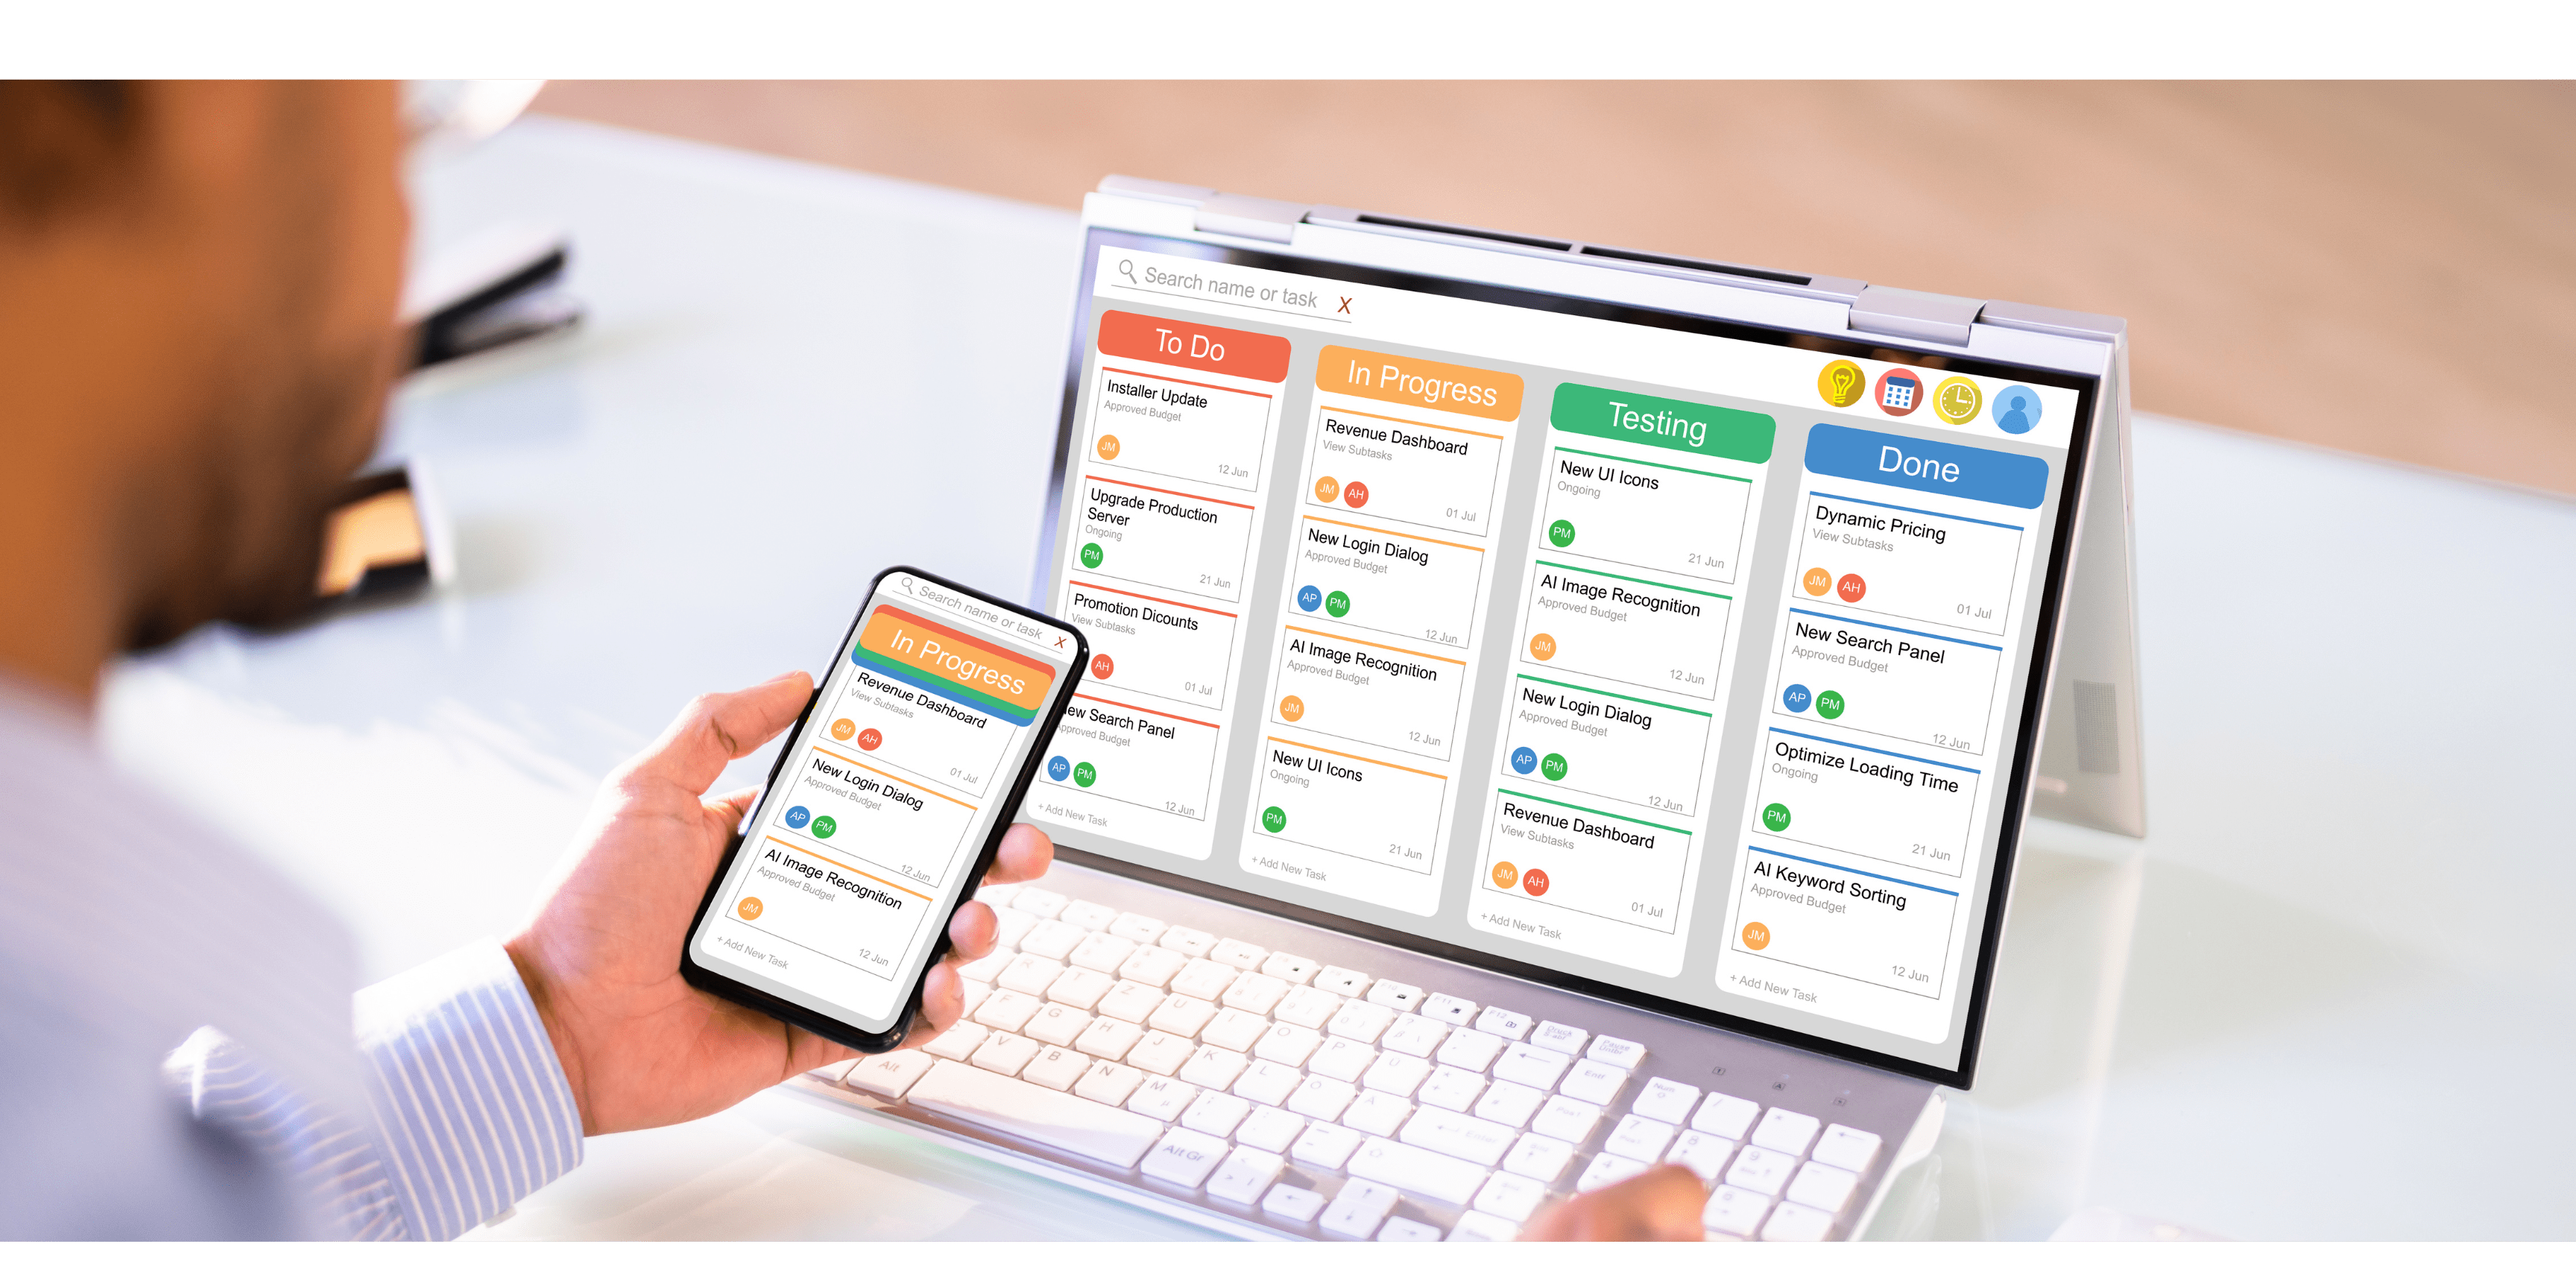 Search name or task X
To Do
Installer Update
Approved Budget
JM
12 Jun
Upgrade Production
Server
Ongoing
PM
21 Jun
Promotion Dicounts
View Subtasks
AH
01 Jul
ew Search Panel
pproved Budget
AP PM
12 Jun
+ Add New Task
In Progress
Revenue Dashboard
View Subtasks
JM AH
01 Jul
New Login Dialog
Approved Budget
AP PM
12 Jun
AI Image Recognition
Approved Budget
JM
12 Jun
New UI Icons
Ongoing
PM
21 Jun
+ Add New Task
Testing
New UI Icons
Ongoing
PM
21 Jun
AI Image Recognition
Approved Budget
JM
12 Jun
New Login Dialog
Approved Budget
AP PM
12 Jun
Revenue Dashboard
View Subtasks
JM AH
01 Jul
+ Add New Task
Done
Dynamic Pricing
View Subtasks
JM AH
01 Jul
New Search Panel
Approved Budget
AP PM
12 Jun
Optimize Loading Time
Ongoing
PM
21 Jun
AI Keyword Sorting
Approved Budget
JM
12 Jun
+ Add New Task
Search name or task X
In Progress
Revenue Dashboard
View Subtasks
JM AH
01 Jul
New Login Dialog
Approved Budget
AP PM
12 Jun
AI Image Recognition
Approved Budget
JM
12 Jun
+ Add New Task
R T Z U I O P Ü
F G H J K L Ö Ä
V B N M
Alt
Alt Gr